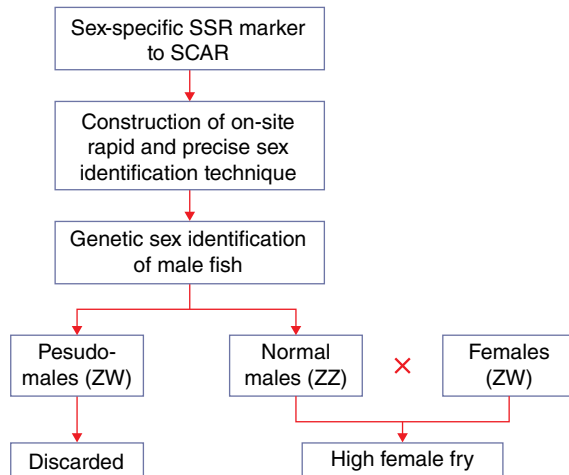 Sex-specific SSR marker
to SCAR
Construction of on-site
rapid and precise sex
identification technique
Genetic sex identification
of male fish
Pesudo-
males (ZW)
Normal
males (ZZ)
×
Females
(ZW)
Discarded
High female fry